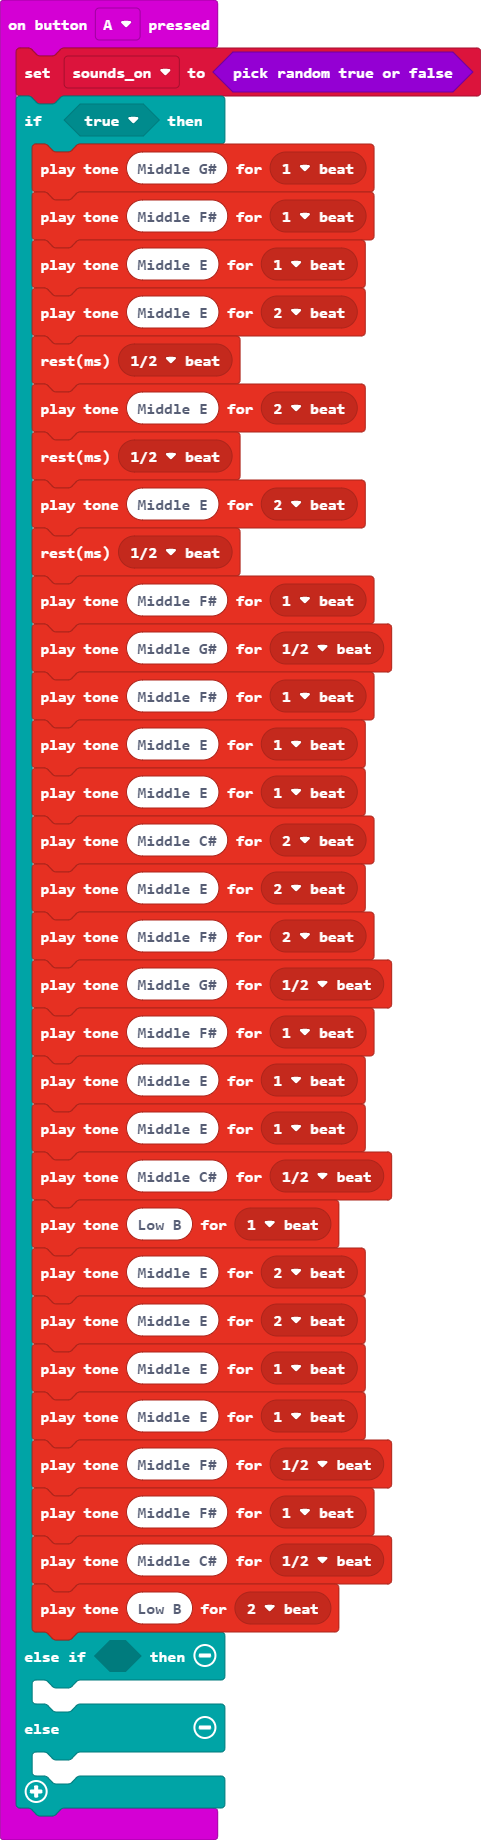 on button A pressed
set sounds_on to pick random true or false
if true then
play tone Middle G# for 1 beat
play tone Middle F# for 1 beat
play tone Middle E for 1 beat
play tone Middle E for 2 beat
rest(ms) 1/2 beat
play tone Middle E for 2 beat
rest(ms) 1/2 beat
play tone Middle E for 2 beat
rest(ms) 1/2 beat
play tone Middle F# for 1 beat
play tone Middle G# for 1/2 beat
play tone Middle F# for 1 beat
play tone Middle E for 1 beat
play tone Middle E for 1 beat
play tone Middle C# for 2 beat
play tone Middle E for 2 beat
play tone Middle F# for 2 beat
play tone Middle G# for 1/2 beat
play tone Middle F# for 1 beat
play tone Middle E for 1 beat
play tone Middle E for 1 beat
play tone Middle C# for 1/2 beat
play tone Low B for 1 beat
play tone Middle E for 2 beat
play tone Middle E for 2 beat
play tone Middle E for 1 beat
play tone Middle E for 1 beat
play tone Middle F# for 1/2 beat
play tone Middle F# for 1 beat
play tone Middle C# for 1/2 beat
play tone Low B for 2 beat
else if then
else